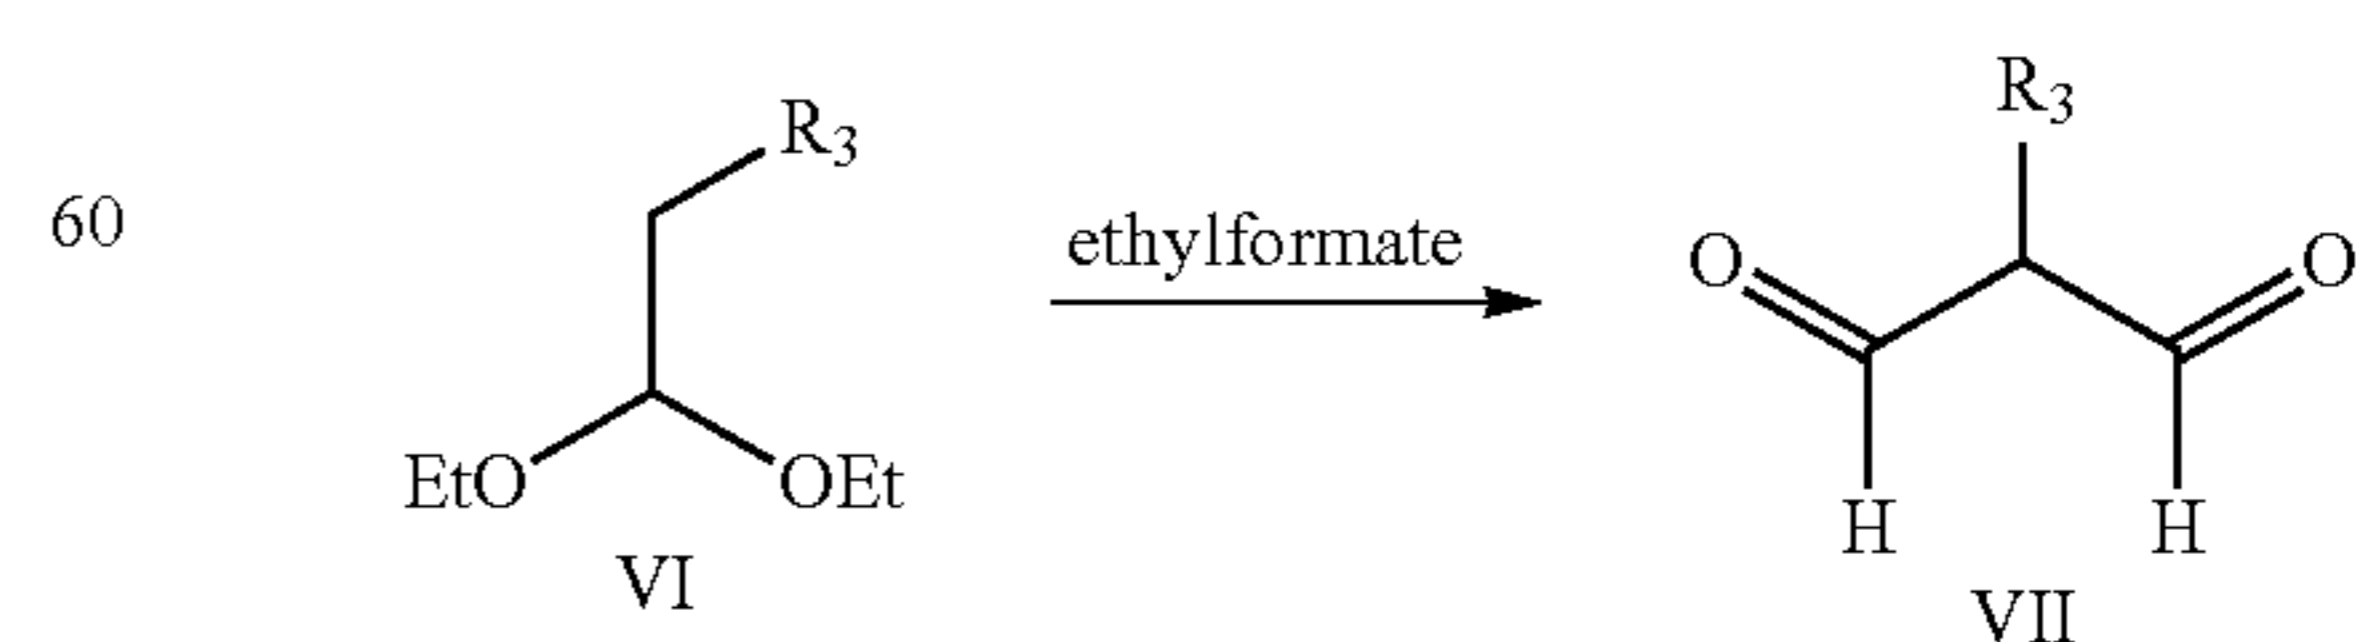 R3
R3
60
ethylformate
O
O
EtO
OEt
H
H
VI
VII